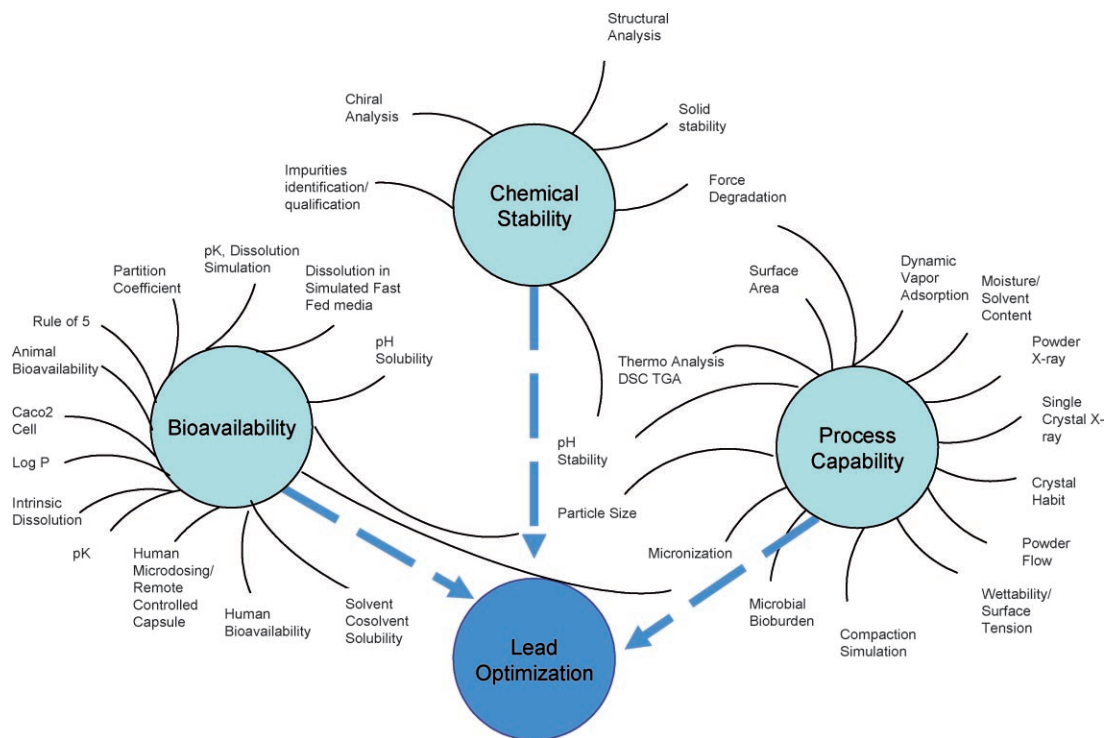 Structural
Analysis
Chiral
Analysis
Solid
stability
Impurities
identification/
qualification
Chemical
Stability
Force
Degradation
pK, Dissolution
Simulation
Partition
Coefficient
Dissolution in
Simulated Fast
Fed media
Rule of 5
Animal
Bioavailability
pH
Solubility
Caco2
Cell
Bioavailability
Log P
Intrinsic
Dissolution
pK
Human
Microdosing/
Remote
Controlled
Capsule
Human
Bioavailability
Solvent
Cosolvent
Solubility
pH
Stability
Surface
Area
Dynamic
Vapor
Adsorption
Moisture/
Solvent
Content
Thermo Analysis
DSC TGA
Powder
X-ray
Single
Crystal X-
ray
Process
Capability
Crystal
Habit
Particle Size
Micronization
Powder
Flow
Microbial
Bioburden
Compaction
Simulation
Wettability/
Surface
Tension
Lead
Optimization